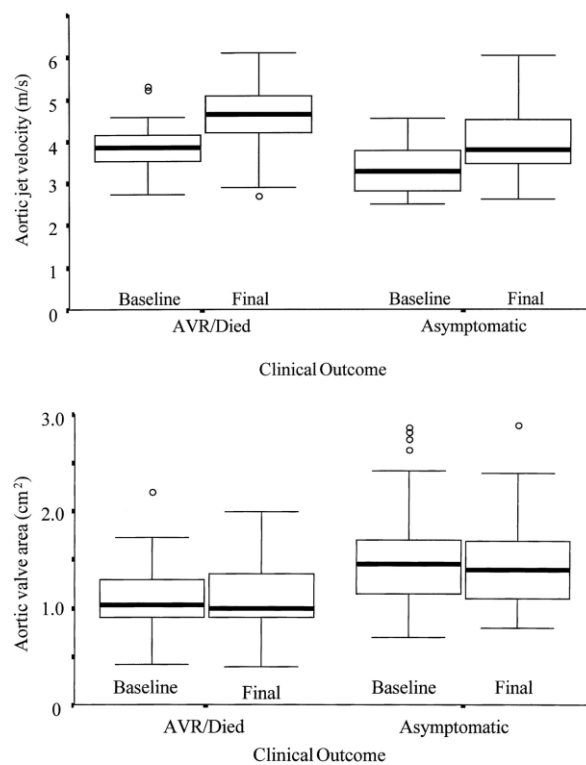 Aortic jet velocity (m/s)
6
5
4
3
2
1
0
Baseline Final Baseline Final
AVR/Died Asymptomatic
Clinical Outcome
Aortic valve area (cm²)
3.0
2.0
1.0
0
Baseline Final Baseline Final
AVR/Died Asymptomatic
Clinical Outcome